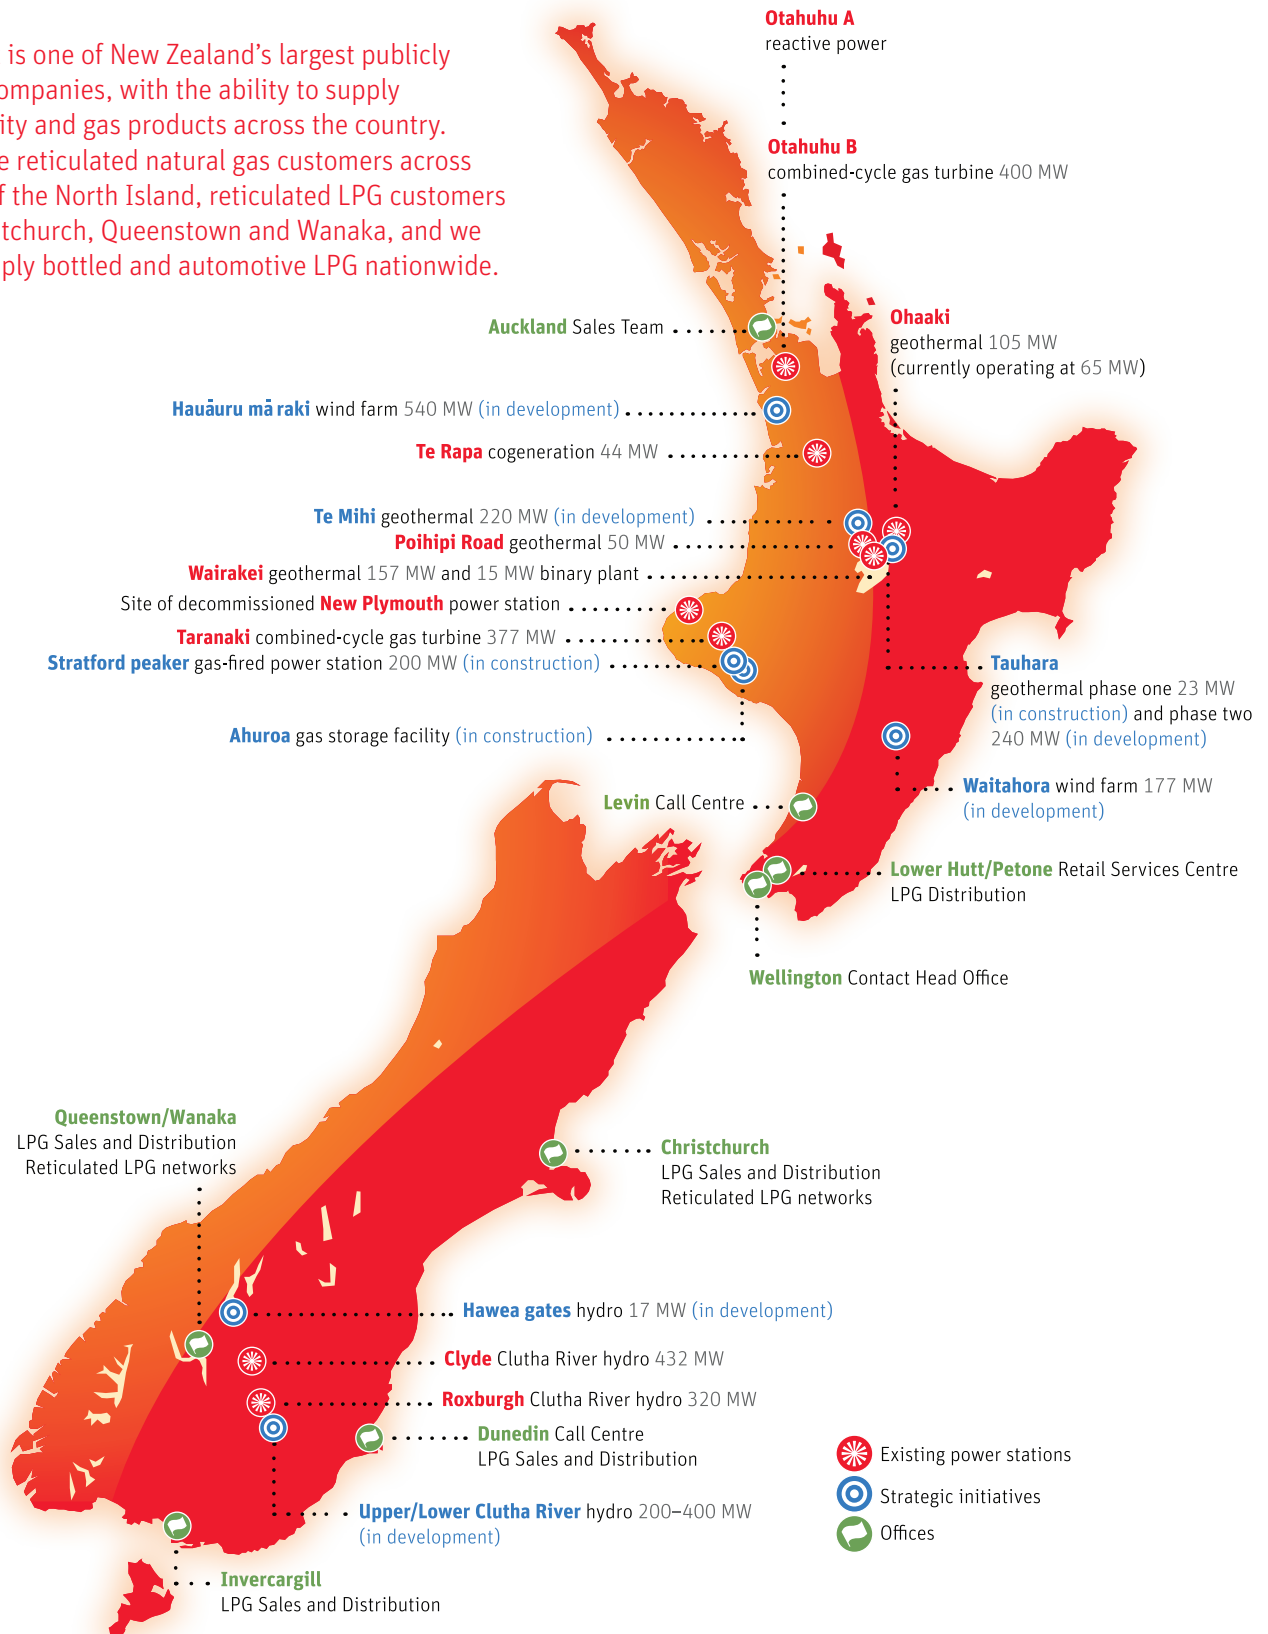 is one of New Zealand's largest publicly
ompanies, with the ability to supply
ity and gas products across the country.
e reticulated natural gas customers across
f the North Island, reticulated LPG customers
tchurch, Queenstown and Wanaka, and we
ply bottled and automotive LPG nationwide.
Otahuhu A
reactive power
Otahuhu B
combined-cycle gas turbine 400 MW
Auckland Sales Team
Ohaaki
geothermal 105 MW
(currently operating at 65 MW)
Hauāuru mā raki wind farm 540 MW (in development)
Te Rapa cogeneration 44 MW
Te Mihi geothermal 220 MW (in development)
Poihipi Road geothermal 50 MW
Wairakei geothermal 157 MW and 15 MW binary plant
Site of decommissioned New Plymouth power station
Taranaki combined-cycle gas turbine 377 MW
Stratford peaker gas-fired power station 200 MW (in construction)
Tauhara
geothermal phase one 23 MW
(in construction) and phase two
240 MW (in development)
Ahuroa gas storage facility (in construction)
Waitahora wind farm 177 MW
(in development)
Levin Call Centre
Lower Hutt/Petone Retail Services Centre
LPG Distribution
Wellington Contact Head Office
Queenstown/Wanaka
LPG Sales and Distribution
Reticulated LPG networks
Christchurch
LPG Sales and Distribution
Reticulated LPG networks
Hawea gates hydro 17 MW (in development)
Clyde Clutha River hydro 432 MW
Roxburgh Clutha River hydro 320 MW
Dunedin Call Centre
LPG Sales and Distribution
Upper/Lower Clutha River hydro 200–400 MW
(in development)
Invercargill
LPG Sales and Distribution
Existing power stations
Strategic initiatives
Offices